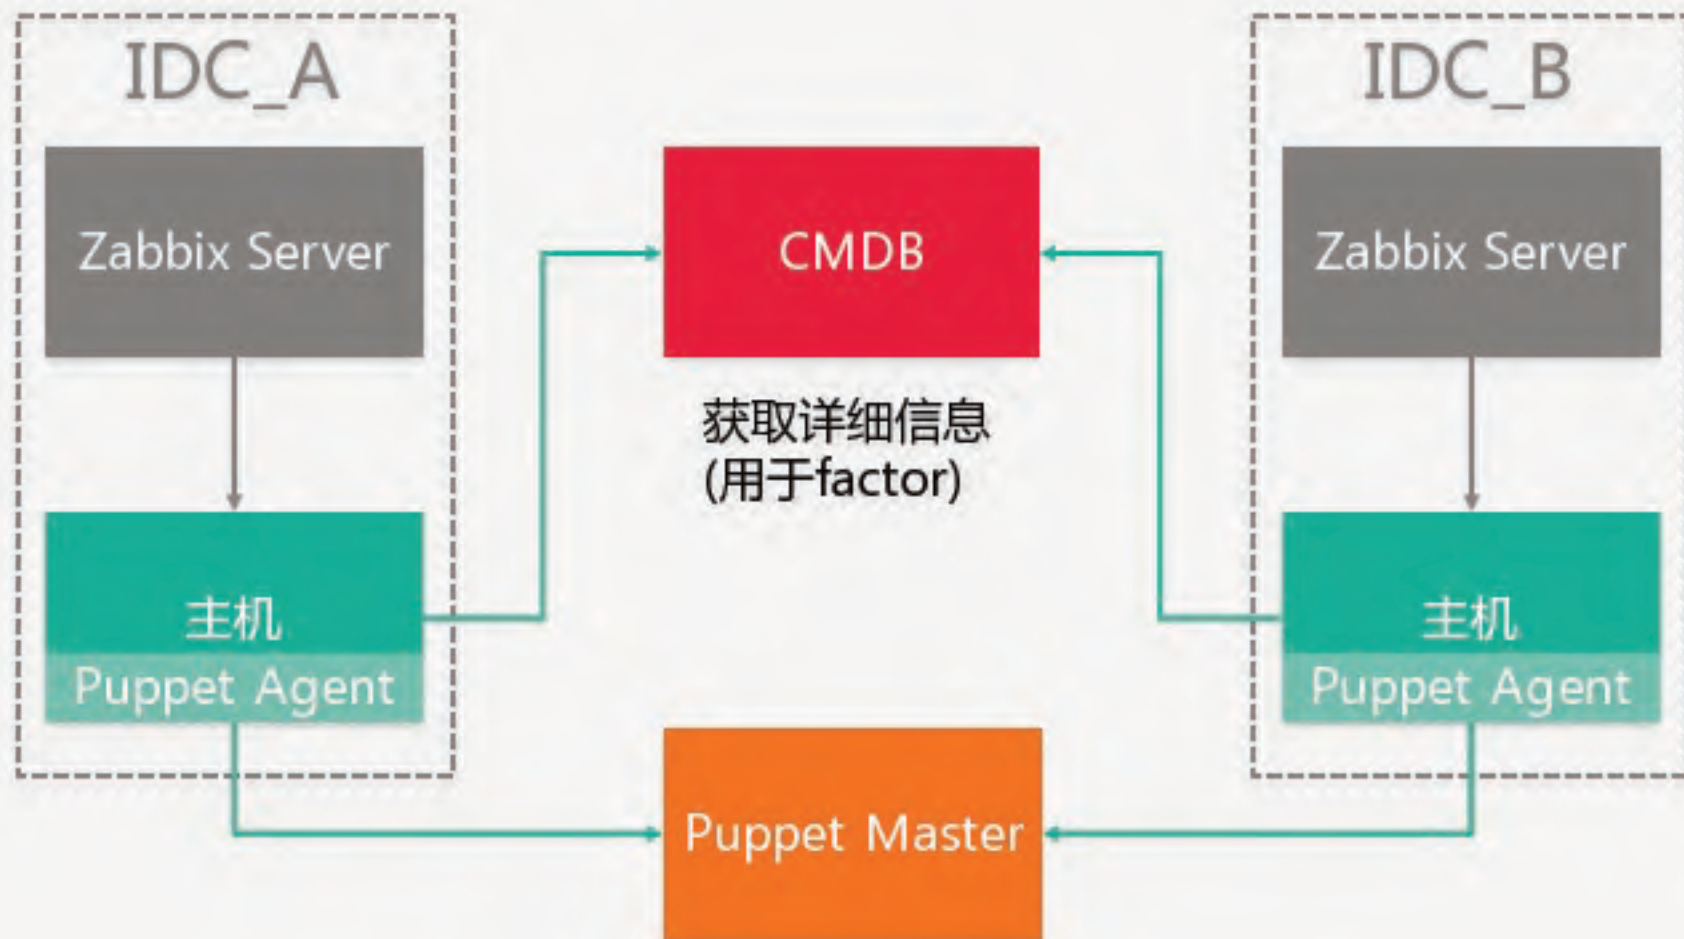 IDC_A
Zabbix Server
主机
Puppet Agent
CMDB
获取详细信息
(用于factor)
Puppet Master
IDC_B
Zabbix Server
主机
Puppet Agent